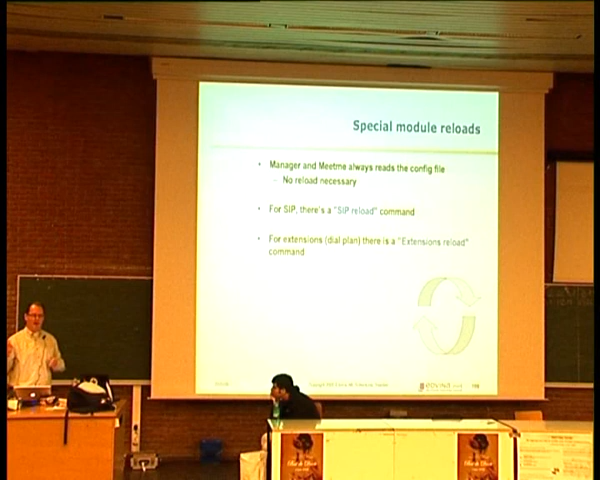 Special module reloads
Manager and Meetme always reads the config file
No reload necessary
For SIP, there's a "SIP reload" command
For extensions (dial plan) there is a "Extensions reload"
command